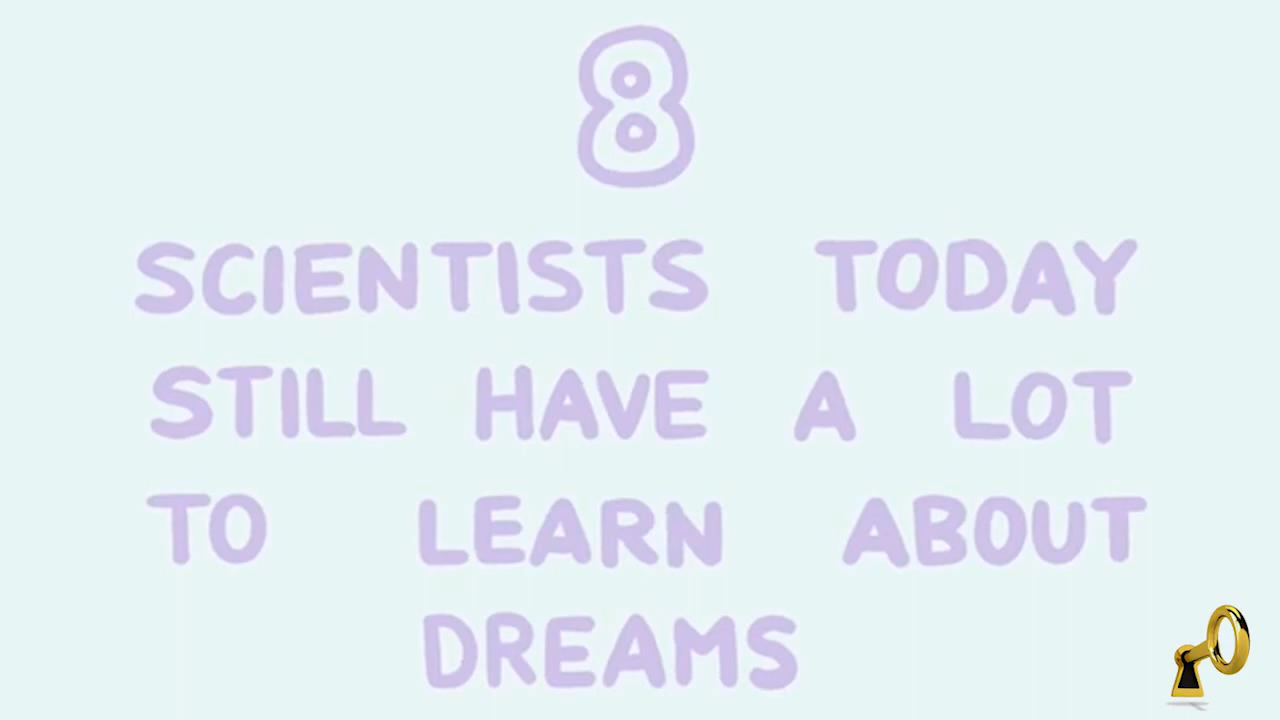 8
SCIENTISTS TODAY
STILL HAVE A LOT
TO LEARN ABOUT
DREAMS